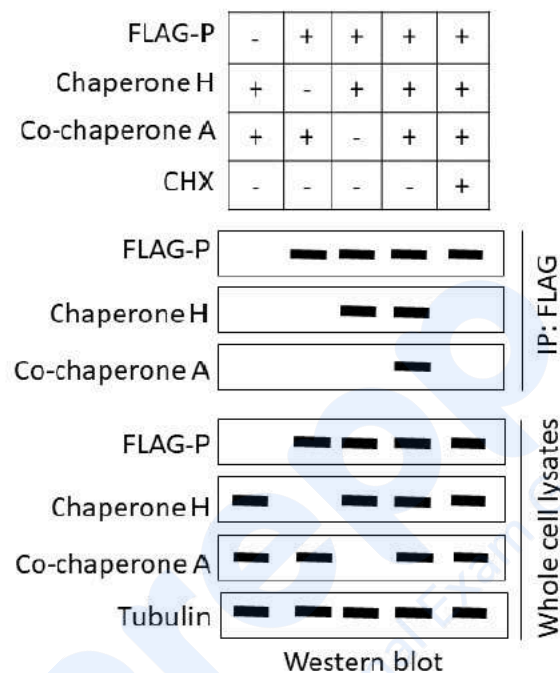 FLAG-P - + + + +
Chaperone H + - + + +
Co-chaperone A + + - + +
CHX - - - - +
FLAG-P
Chaperone H
Co-chaperone A
IP: FLAG
FLAG-P
Chaperone H
Co-chaperone A
Tubulin
Whole cell lysates
Western blot